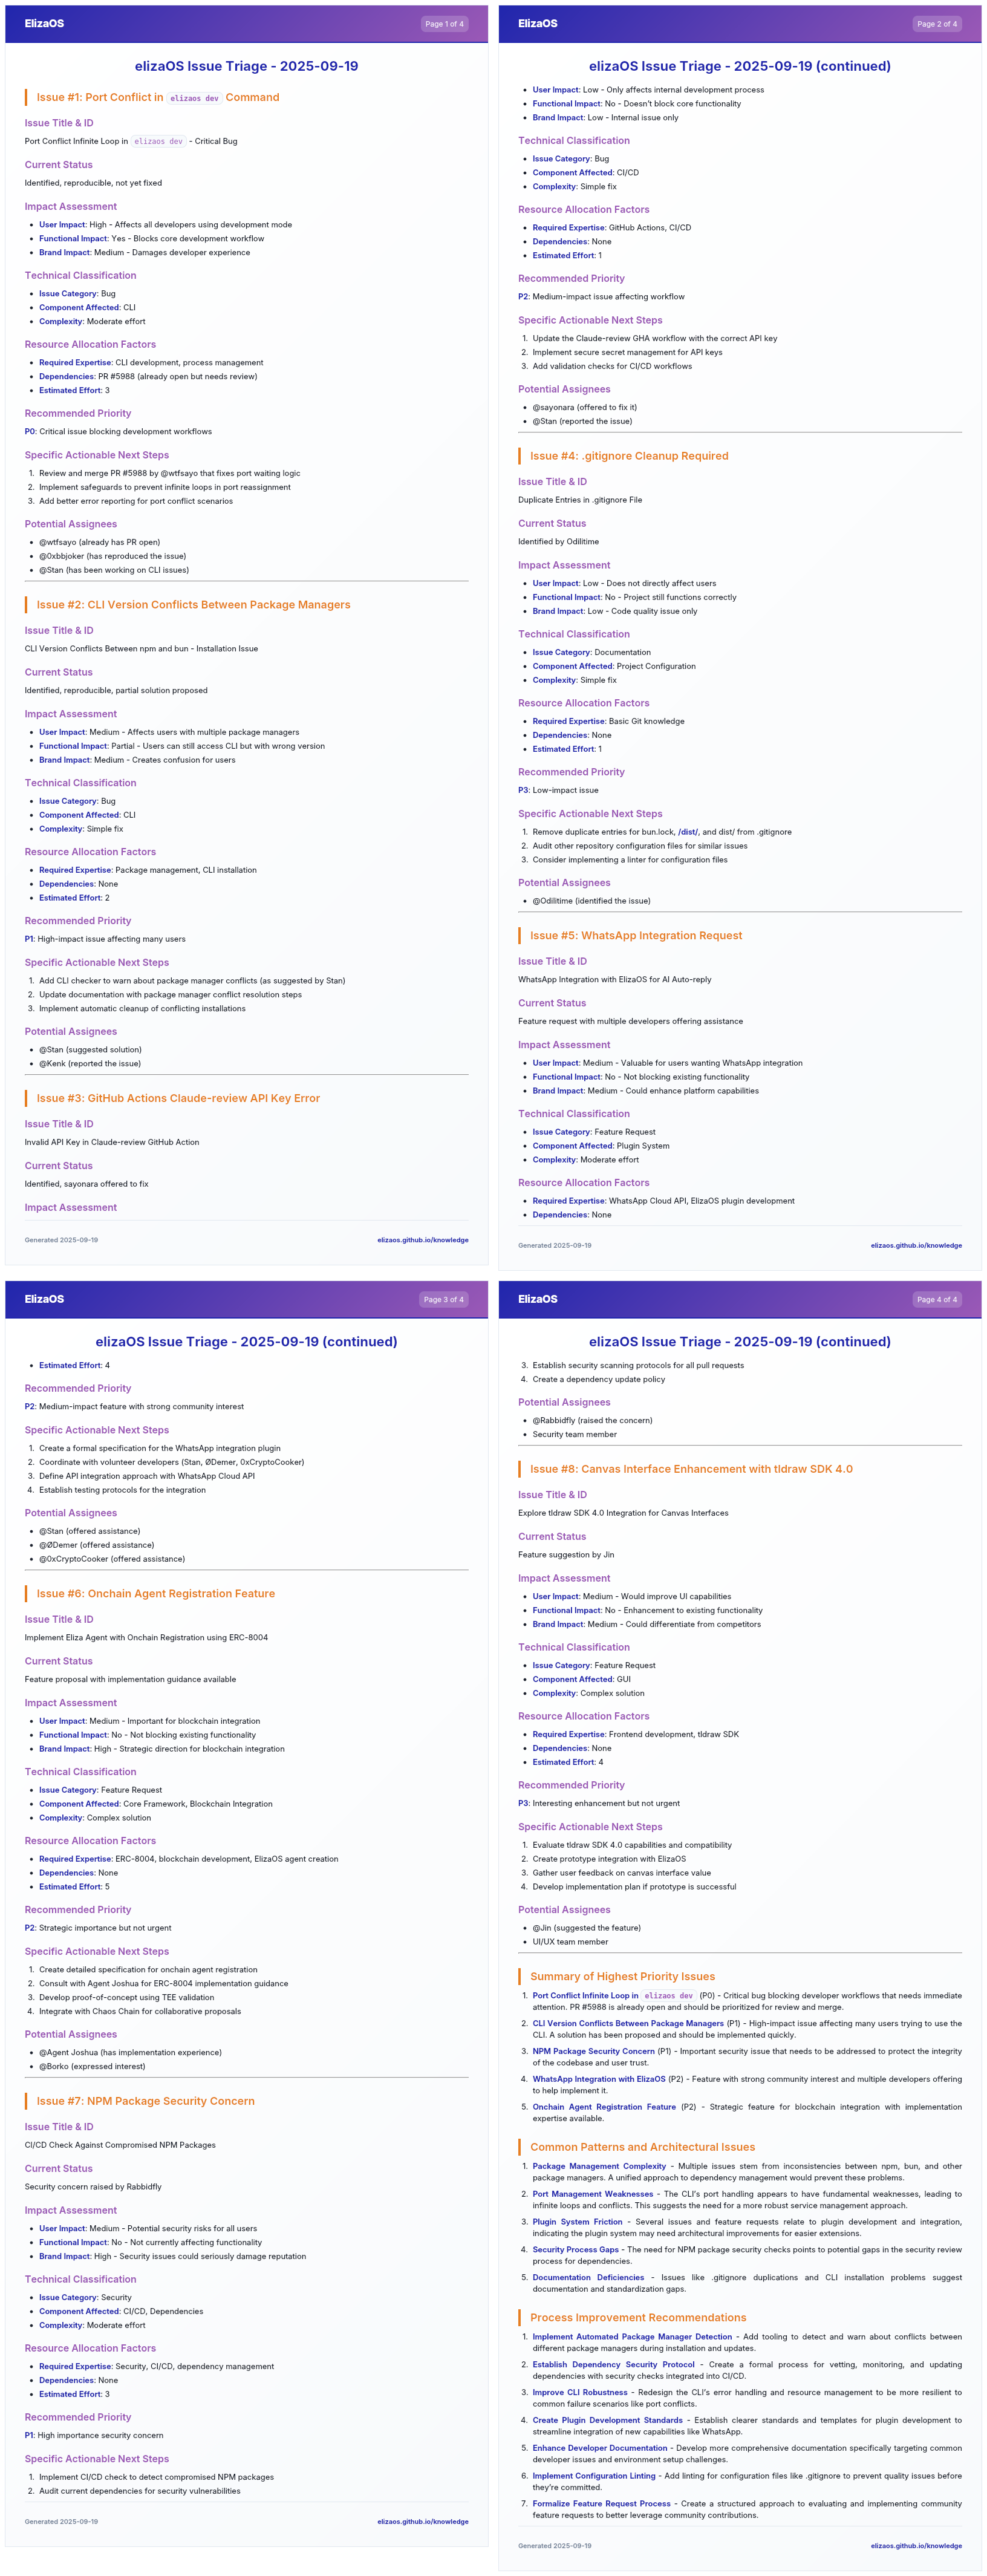 ElizaOS
Page 1 of 4
elizaOS Issue Triage - 2025-09-19
Issue #1: Port Conflict in elizaos dev Command
Issue Title & ID
Port Conflict Infinite Loop in elizaos dev - Critical Bug
Current Status
Identified, reproducible, not yet fixed
Impact Assessment
• User Impact: High - Affects all developers using development mode
• Functional Impact: Yes - Blocks core development workflow
• Brand Impact: Medium - Damages developer experience
Technical Classification
• Issue Category: Bug
• Component Affected: CLI
• Complexity: Moderate effort
Resource Allocation Factors
• Required Expertise: CLI development, process management
• Dependencies: PR #5988 (already open but needs review)
• Estimated Effort: 3
Recommended Priority
P0: Critical issue blocking development workflows
Specific Actionable Next Steps
1. Review and merge PR #5988 by @wtfsayo that fixes port waiting logic
2. Implement safeguards to prevent infinite loops in port reassignment
3. Add better error reporting for port conflict scenarios
Potential Assignees
• @wtfsayo (already has PR open)
• @0xbbjoker (has reproduced the issue)
• @Stan (has been working on CLI issues)
Issue #2: CLI Version Conflicts Between Package Managers
Issue Title & ID
CLI Version Conflicts Between npm and bun - Installation Issue
Current Status
Identified, reproducible, partial solution proposed
Impact Assessment
• User Impact: Medium - Affects users with multiple package managers
• Functional Impact: Partial - Users can still access CLI but with wrong version
• Brand Impact: Medium - Creates confusion for users
Technical Classification
• Issue Category: Bug
• Component Affected: CLI
• Complexity: Simple fix
Resource Allocation Factors
• Required Expertise: Package management, CLI installation
• Dependencies: None
• Estimated Effort: 2
Recommended Priority
P1: High-impact issue affecting many users
Specific Actionable Next Steps
1. Add CLI checker to warn about package manager conflicts (as suggested by Stan)
2. Update documentation with package manager conflict resolution steps
3. Implement automatic cleanup of conflicting installations
Potential Assignees
• @Stan (suggested solution)
• @Kenk (reported the issue)
Issue #3: GitHub Actions Claude-review API Key Error
Issue Title & ID
Invalid API Key in Claude-review GitHub Action
Current Status
Identified, sayonara offered to fix
Impact Assessment
Generated 2025-09-19
elizaos.github.io/knowledge
ElizaOS
Page 2 of 4
elizaOS Issue Triage - 2025-09-19 (continued)
• User Impact: Low - Only affects internal development process
• Functional Impact: No - Doesn't block core functionality
• Brand Impact: Low - Internal issue only
Technical Classification
• Issue Category: Bug
• Component Affected: CI/CD
• Complexity: Simple fix
Resource Allocation Factors
• Required Expertise: GitHub Actions, CI/CD
• Dependencies: None
• Estimated Effort: 1
Recommended Priority
P2: Medium-impact issue affecting workflow
Specific Actionable Next Steps
1. Update the Claude-review GHA workflow with the correct API key
2. Implement secure secret management for API keys
3. Add validation checks for CI/CD workflows
Potential Assignees
• @sayonara (offered to fix it)
• @Stan (reported the issue)
Issue #4: .gitignore Cleanup Required
Issue Title & ID
Duplicate Entries in .gitignore File
Current Status
Identified by Odilitime
Impact Assessment
• User Impact: Low - Does not directly affect users
• Functional Impact: No - Project still functions correctly
• Brand Impact: Low - Code quality issue only
Technical Classification
• Issue Category: Documentation
• Component Affected: Project Configuration
• Complexity: Simple fix
Resource Allocation Factors
• Required Expertise: Basic Git knowledge
• Dependencies: None
• Estimated Effort: 1
Recommended Priority
P3: Low-impact issue
Specific Actionable Next Steps
1. Remove duplicate entries for bun.lock, /dist/, and dist/ from .gitignore
2. Audit other repository configuration files for similar issues
3. Consider implementing a linter for configuration files
Potential Assignees
• @Odilitime (identified the issue)
Issue #5: WhatsApp Integration Request
Issue Title & ID
WhatsApp Integration with ElizaOS for AI Auto-reply
Current Status
Feature request with multiple developers offering assistance
Impact Assessment
• User Impact: Medium - Valuable for users wanting WhatsApp integration
• Functional Impact: No - Not blocking existing functionality
• Brand Impact: Medium - Could enhance platform capabilities
Technical Classification
• Issue Category: Feature Request
• Component Affected: Plugin System
• Complexity: Moderate effort
Resource Allocation Factors
• Required Expertise: WhatsApp Cloud API, ElizaOS plugin development
• Dependencies: None
Generated 2025-09-19
elizaos.github.io/knowledge
ElizaOS
Page 3 of 4
elizaOS Issue Triage - 2025-09-19 (continued)
• Estimated Effort: 4
Recommended Priority
P2: Medium-impact feature with strong community interest
Specific Actionable Next Steps
1. Create a formal specification for the WhatsApp integration plugin
2. Coordinate with volunteer developers (Stan, ØDemer, 0xCryptoCooker)
3. Define API integration approach with WhatsApp Cloud API
4. Establish testing protocols for the integration
Potential Assignees
• @Stan (offered assistance)
• @ØDemer (offered assistance)
• @0xCryptoCooker (offered assistance)
Issue #6: Onchain Agent Registration Feature
Issue Title & ID
Implement Eliza Agent with Onchain Registration using ERC-8004
Current Status
Feature proposal with implementation guidance available
Impact Assessment
• User Impact: Medium - Important for blockchain integration
• Functional Impact: No - Not blocking existing functionality
• Brand Impact: High - Strategic direction for blockchain integration
Technical Classification
• Issue Category: Feature Request
• Component Affected: Core Framework, Blockchain Integration
• Complexity: Complex solution
Resource Allocation Factors
• Required Expertise: ERC-8004, blockchain development, ElizaOS agent creation
• Dependencies: None
• Estimated Effort: 5
Recommended Priority
P2: Strategic importance but not urgent
Specific Actionable Next Steps
1. Create detailed specification for onchain agent registration
2. Consult with Agent Joshua for ERC-8004 implementation guidance
3. Develop proof-of-concept using TEE validation
4. Integrate with Chaos Chain for collaborative proposals
Potential Assignees
• @Agent Joshua (has implementation experience)
• @Borko (expressed interest)
Issue #7: NPM Package Security Concern
Issue Title & ID
CI/CD Check Against Compromised NPM Packages
Current Status
Security concern raised by Rabbidfly
Impact Assessment
• User Impact: Medium - Potential security risks for all users
• Functional Impact: No - Not currently affecting functionality
• Brand Impact: High - Security issues could seriously damage reputation
Technical Classification
• Issue Category: Security
• Component Affected: CI/CD, Dependencies
• Complexity: Moderate effort
Resource Allocation Factors
• Required Expertise: Security, CI/CD, dependency management
• Dependencies: None
• Estimated Effort: 3
Recommended Priority
P1: High importance security concern
Specific Actionable Next Steps
1. Implement CI/CD check to detect compromised NPM packages
2. Audit current dependencies for security vulnerabilities
Generated 2025-09-19
elizaos.github.io/knowledge
ElizaOS
Page 4 of 4
elizaOS Issue Triage - 2025-09-19 (continued)
3. Establish security scanning protocols for all pull requests
4. Create a dependency update policy
Potential Assignees
• @Rabbidfly (raised the concern)
• Security team member
Issue #8: Canvas Interface Enhancement with tldraw SDK 4.0
Issue Title & ID
Explore tldraw SDK 4.0 Integration for Canvas Interfaces
Current Status
Feature suggestion by Jin
Impact Assessment
• User Impact: Medium - Would improve UI capabilities
• Functional Impact: No - Enhancement to existing functionality
• Brand Impact: Medium - Could differentiate from competitors
Technical Classification
• Issue Category: Feature Request
• Component Affected: GUI
• Complexity: Complex solution
Resource Allocation Factors
• Required Expertise: Frontend development, tldraw SDK
• Dependencies: None
• Estimated Effort: 4
Recommended Priority
P3: Interesting enhancement but not urgent
Specific Actionable Next Steps
1. Evaluate tldraw SDK 4.0 capabilities and compatibility
2. Create prototype integration with ElizaOS
3. Gather user feedback on canvas interface value
4. Develop implementation plan if prototype is successful
Potential Assignees
• @Jin (suggested the feature)
• UI/UX team member
Summary of Highest Priority Issues
1. Port Conflict Infinite Loop in elizaos dev (P0) - Critical bug blocking developer workflows that needs immediate
attention. PR #5988 is already open and should be prioritized for review and merge.
2. CLI Version Conflicts Between Package Managers (P1) - High-impact issue affecting many users trying to use the
CLI. A solution has been proposed and should be implemented quickly.
3. NPM Package Security Concern (P1) - Important security issue that needs to be addressed to protect the integrity
of the codebase and user trust.
4. WhatsApp Integration with ElizaOS (P2) - Feature with strong community interest and multiple developers offering
to help implement it.
5. Onchain Agent Registration Feature (P2) - Strategic feature for blockchain integration with implementation
expertise available.
Common Patterns and Architectural Issues
1. Package Management Complexity - Multiple issues stem from inconsistencies between npm, bun, and other
package managers. A unified approach to dependency management would prevent these problems.
2. Port Management Weaknesses - The CLI's port handling appears to have fundamental weaknesses, leading to
infinite loops and conflicts. This suggests the need for a more robust service management approach.
3. Plugin System Friction - Several issues and feature requests relate to plugin development and integration,
indicating the plugin system may need architectural improvements for easier extensions.
4. Security Process Gaps - The need for NPM package security checks points to potential gaps in the security review
process for dependencies.
5. Documentation Deficiencies - Issues like .gitignore duplications and CLI installation problems suggest
documentation and standardization gaps.
Process Improvement Recommendations
1. Implement Automated Package Manager Detection - Add tooling to detect and warn about conflicts between
different package managers during installation and updates.
2. Establish Dependency Security Protocol - Create a formal process for vetting, monitoring, and updating
dependencies with security checks integrated into CI/CD.
3. Improve CLI Robustness - Redesign the CLI's error handling and resource management to be more resilient to
common failure scenarios like port conflicts.
4. Create Plugin Development Standards - Establish clearer standards and templates for plugin development to
streamline integration of new capabilities like WhatsApp.
5. Enhance Developer Documentation - Develop more comprehensive documentation specifically targeting common
developer issues and environment setup challenges.
6. Implement Configuration Linting - Add linting for configuration files like .gitignore to prevent quality issues before
they're committed.
7. Formalize Feature Request Process - Create a structured approach to evaluating and implementing community
feature requests to better leverage community contributions.
Generated 2025-09-19
elizaos.github.io/knowledge